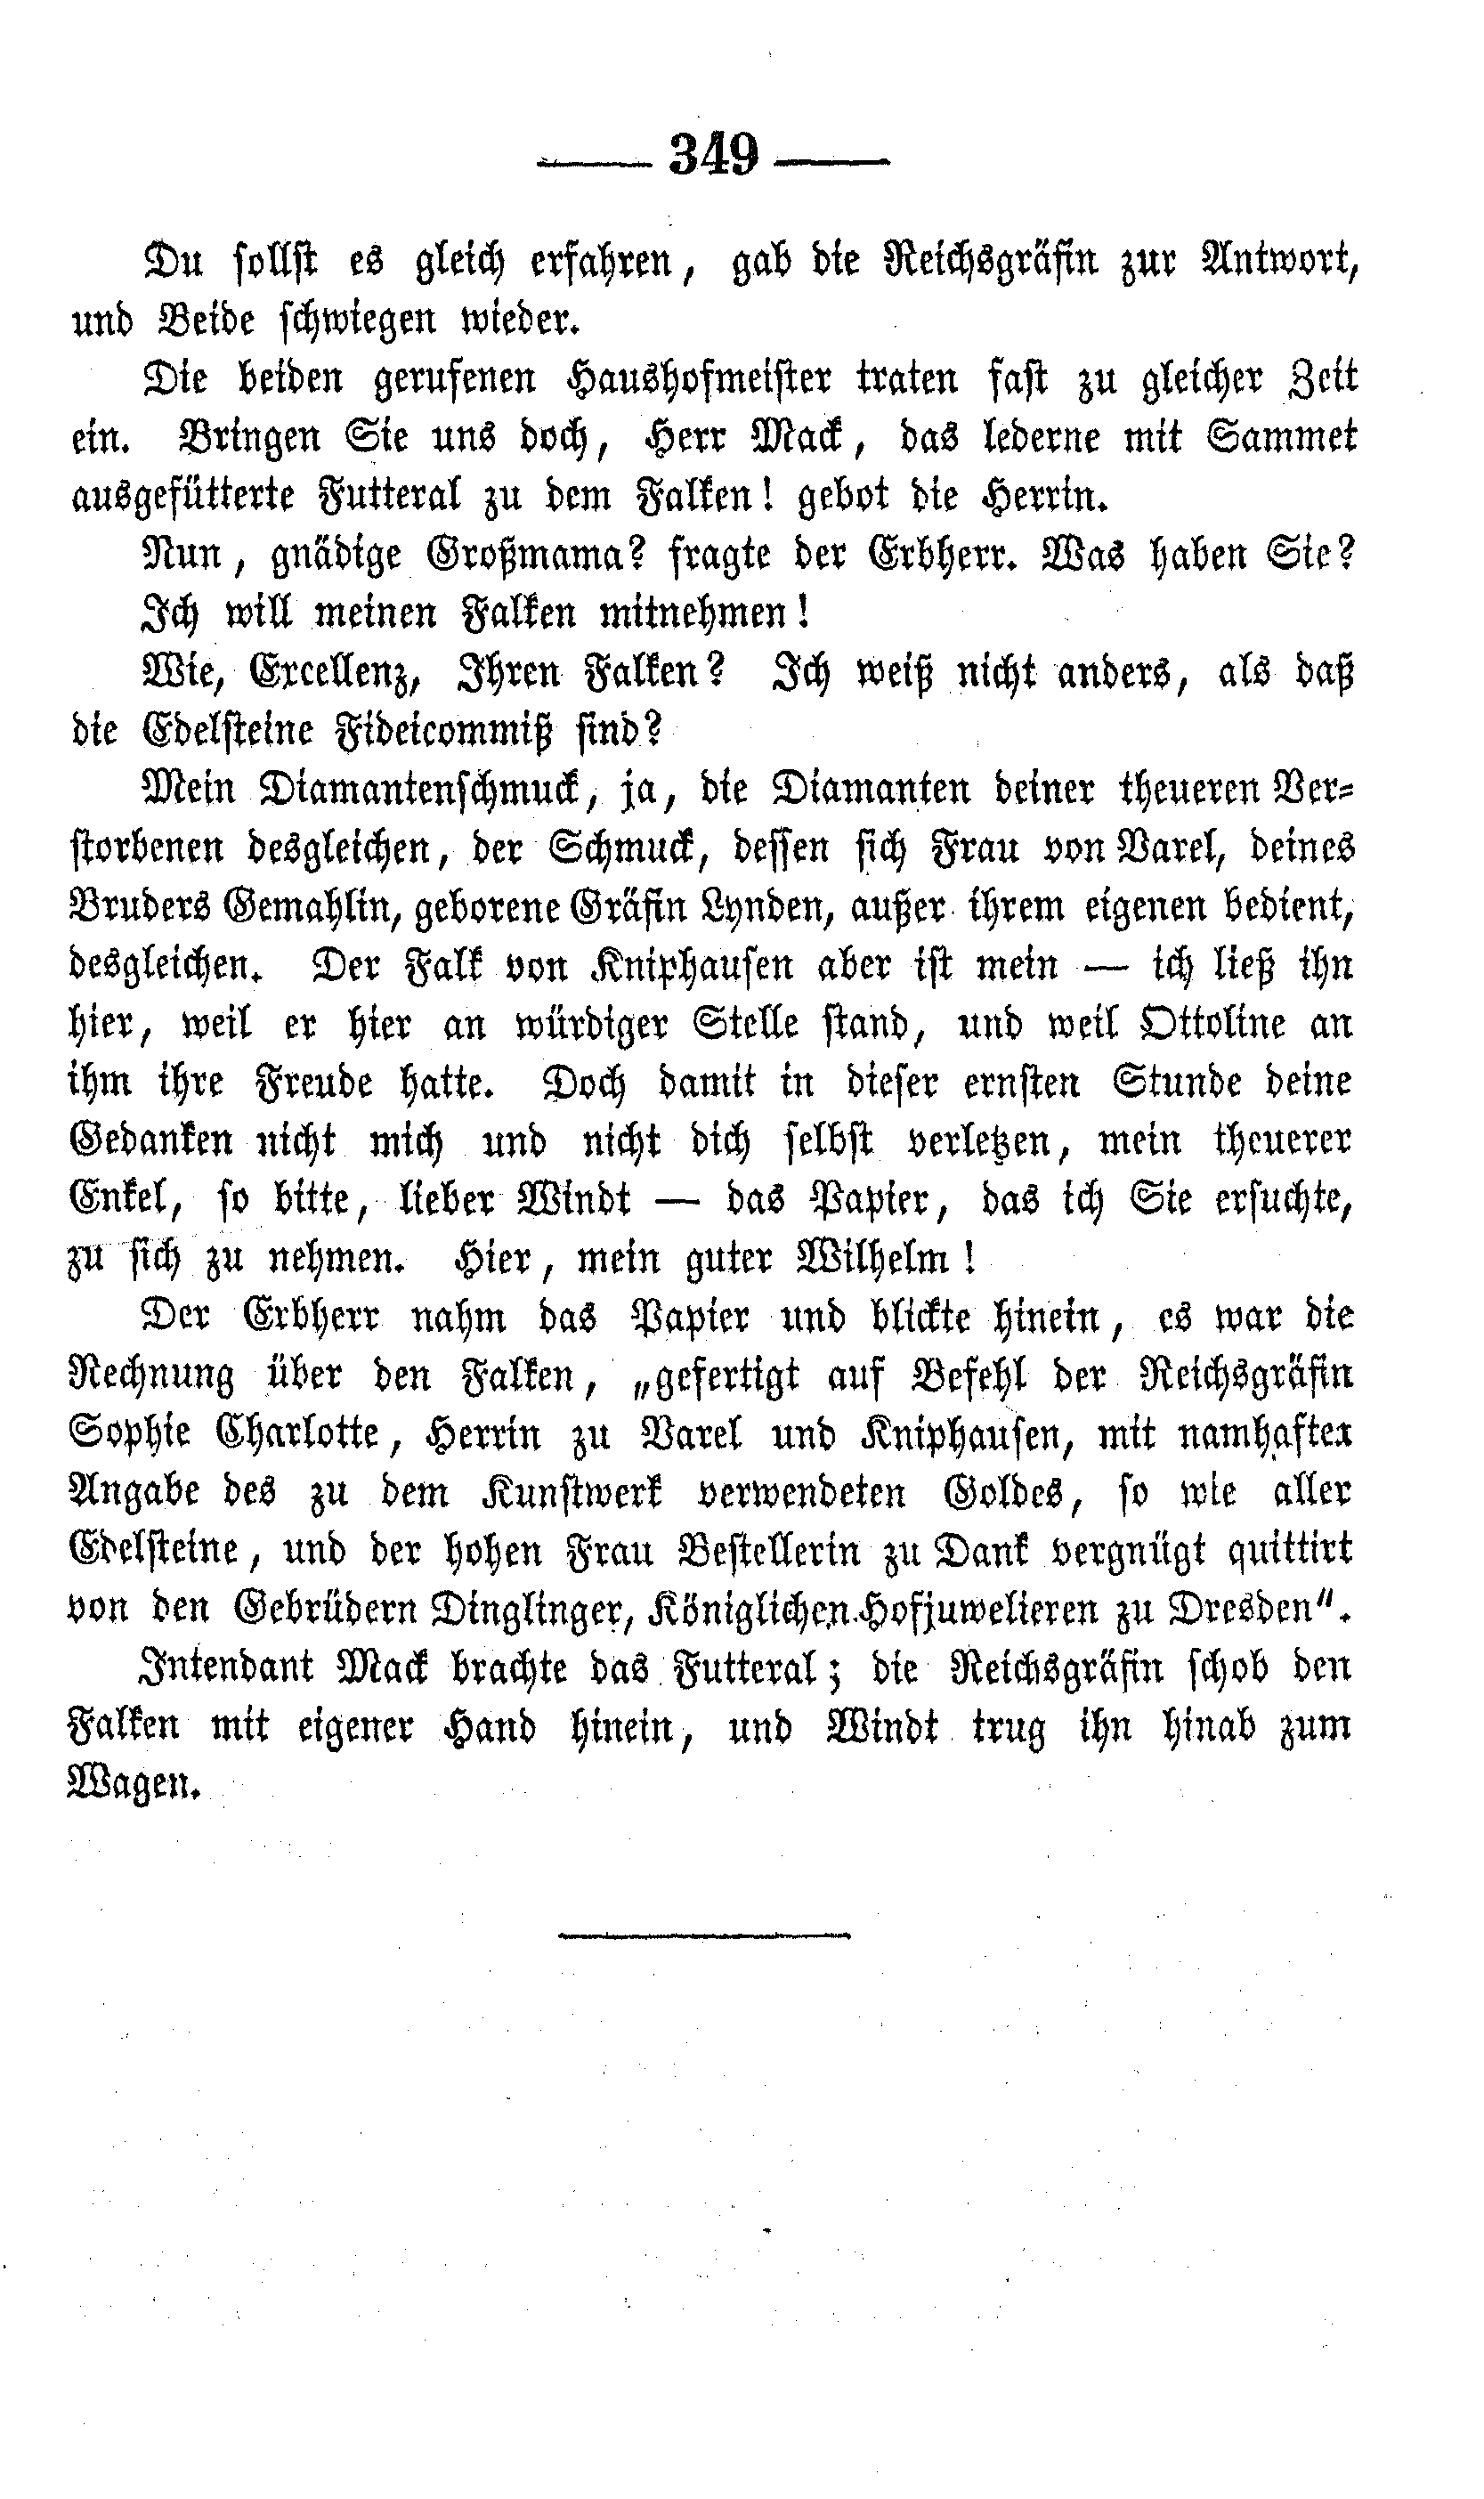 — 349 —
Du sollst es gleich erfahren, gab die Reichsgräfin zur Antwort,
und Beide schwiegen wieder.
Die beiden gerufenen Haushofmeister traten fast zu gleicher Zeit
ein. Bringen Sie uns doch, Herr Mack, das lederne mit Sammet
ausgefütterte Futteral zu dem Falken! gebot die Herrin.
Nun, gnädige Großmama? fragte der Erbherr. Was haben Sie?
Ich will meinen Falken mitnehmen!
Wie, Excellenz, Ihren Falken? Ich weiß nicht anders, als daß
die Edelsteine Fideicommiß sind?
Mein Diamantenschmuck, ja, die Diamanten deiner theueren Ver-
storbenen desgleichen, der Schmuck, dessen sich Frau von Varel, deines
Bruders Gemahlin, geborene Gräfin Lynden, außer ihrem eigenen bedient,
desgleichen. Der Falk von Kniphausen aber ist mein — ich ließ ihn
hier, weil er hier an würdiger Stelle stand, und weil Ottoline an
ihm ihre Freude hatte. Doch damit in dieser ernsten Stunde deine
Gedanken nicht mich und nicht dich selbst verletzen, mein theuerer
Enkel, so bitte, lieber Windt — das Papier, das ich Sie ersuchte,
zu sich zu nehmen. Hier, mein guter Wilhelm!
Der Erbherr nahm das Papier und blickte hinein, es war die
Rechnung über den Falken, „gefertigt auf Befehl der Reichsgräfin
Sophie Charlotte, Herrin zu Varel und Kniphausen, mit namhafter
Angabe des zu dem Kunstwerk verwendeten Goldes, so wie aller
Edelsteine, und der hohen Frau Bestellerin zu Dank vergnügt quittirt
von den Gebrüdern Dinglinger, Königlichen Hofjuwelieren zu Dresden“.
Intendant Mack brachte das Futteral; die Reichsgräfin schob den
Falken mit eigener Hand hinein, und Windt trug ihn hinab zum
Wagen.